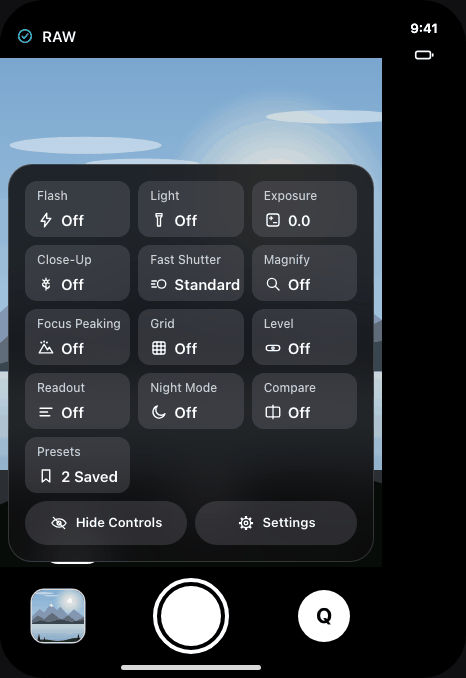 RAW
9:41
Flash
Off
Light
Off
Exposure
0.0
Close-Up
Off
Fast Shutter
Standard
Magnify
Off
Focus Peaking
Off
Grid
Off
Level
Off
Readout
Off
Night Mode
Off
Compare
Off
Presets
2 Saved
Hide Controls
Settings
Q